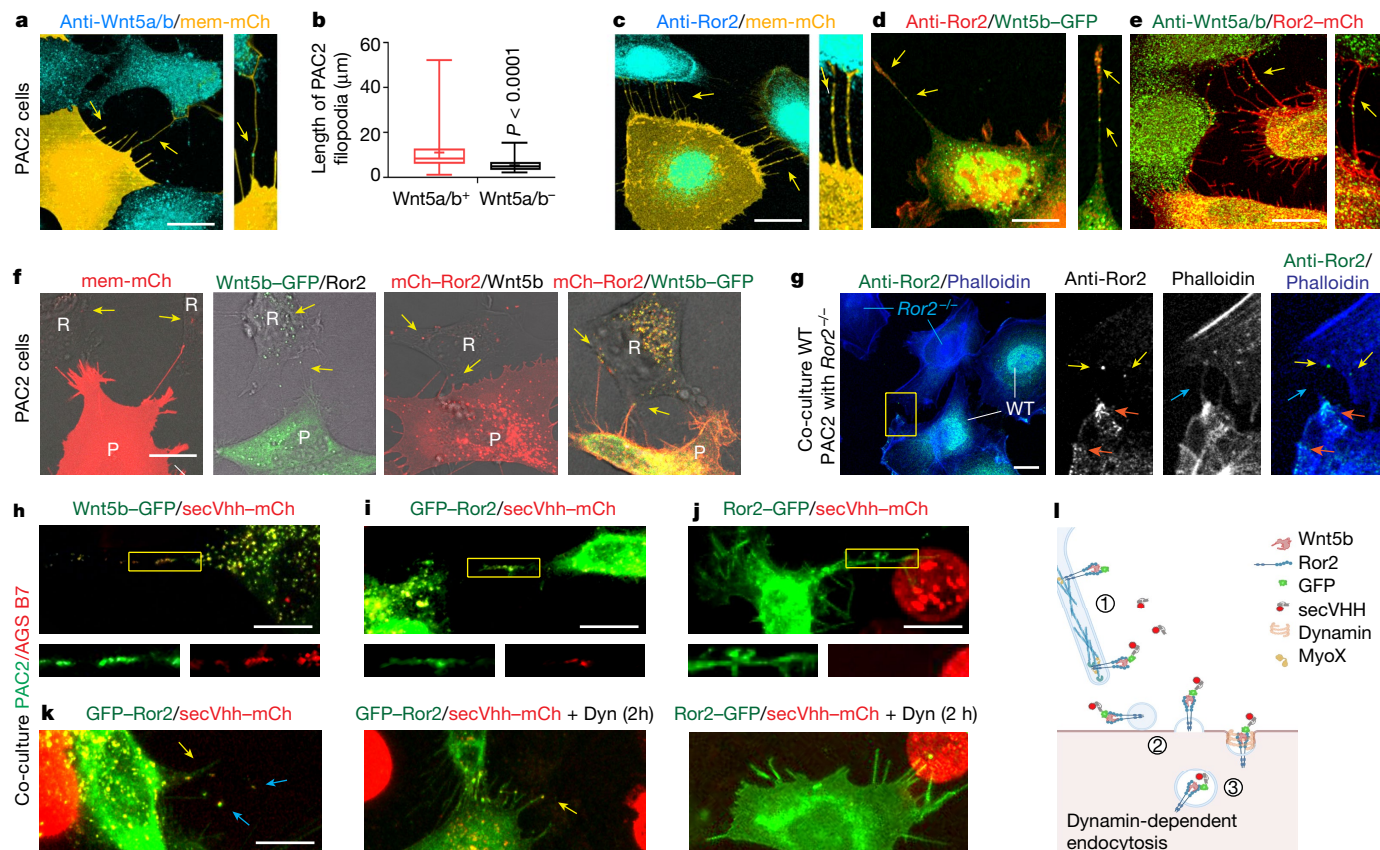 a
Anti-Wnt5a/b/mem-mCh
PAC2 cells
b
Length of PAC2
filopodia (μm)
60
40
20
0
P < 0.0001
Wnt5a/b⁺
Wnt5a/b⁻
c
Anti-Ror2/mem-mCh
d
Anti-Ror2/Wnt5b–GFP
e
Anti-Wnt5a/b/Ror2–mCh
f
PAC2 cells
mem-mCh
R
R
P
Wnt5b–GFP/Ror2
R
P
mCh–Ror2/Wnt5b
R
P
mCh–Ror2/Wnt5b–GFP
R
P
g
Co-culture WT
PAC2 with Ror2⁻/⁻
Anti-Ror2/Phalloidin
Ror2⁻/⁻
WT
Anti-Ror2
Phalloidin
Anti-Ror2/
Phalloidin
Co-culture PAC2/AGS B7
h
Wnt5b–GFP/secVhh–mCh
i
GFP–Ror2/secVhh–mCh
j
Ror2–GFP/secVhh–mCh
k
GFP–Ror2/secVhh–mCh
GFP–Ror2/secVhh–mCh + Dyn (2h)
Ror2–GFP/secVhh–mCh + Dyn (2 h)
l
①
②
③
Dynamin-dependent
endocytosis
Wnt5b
Ror2
GFP
secVHH
Dynamin
MyoX